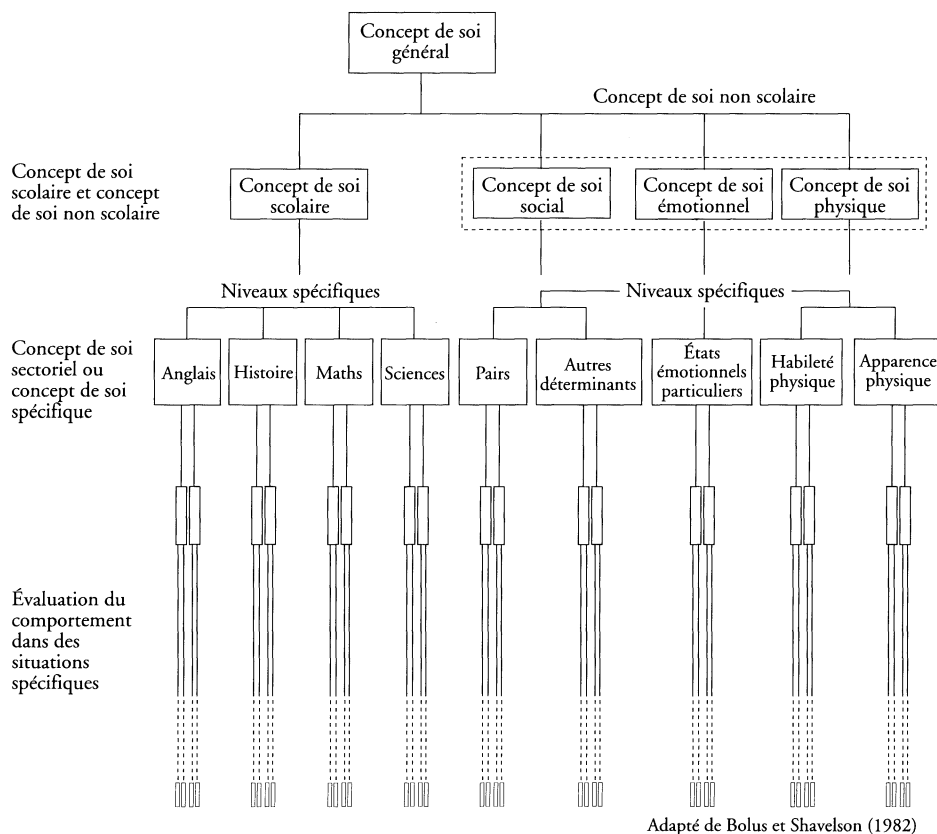 Concept de soi
général
Concept de soi non scolaire
Concept de soi
scolaire et concept
de soi non scolaire
Concept de soi
scolaire
Concept de soi
social
Concept de soi
émotionnel
Concept de soi
physique
Niveaux spécifiques
Niveaux spécifiques
Concept de soi
sectoriel ou
concept de soi
spécifique
Anglais
Histoire
Maths
Sciences
Pairs
Autres
déterminants
États
émotionnels
particuliers
Habileté
physique
Apparence
physique
Évaluation du
comportement
dans des
situations
spécifiques
Adapté de Bolus et Shavelson (1982)